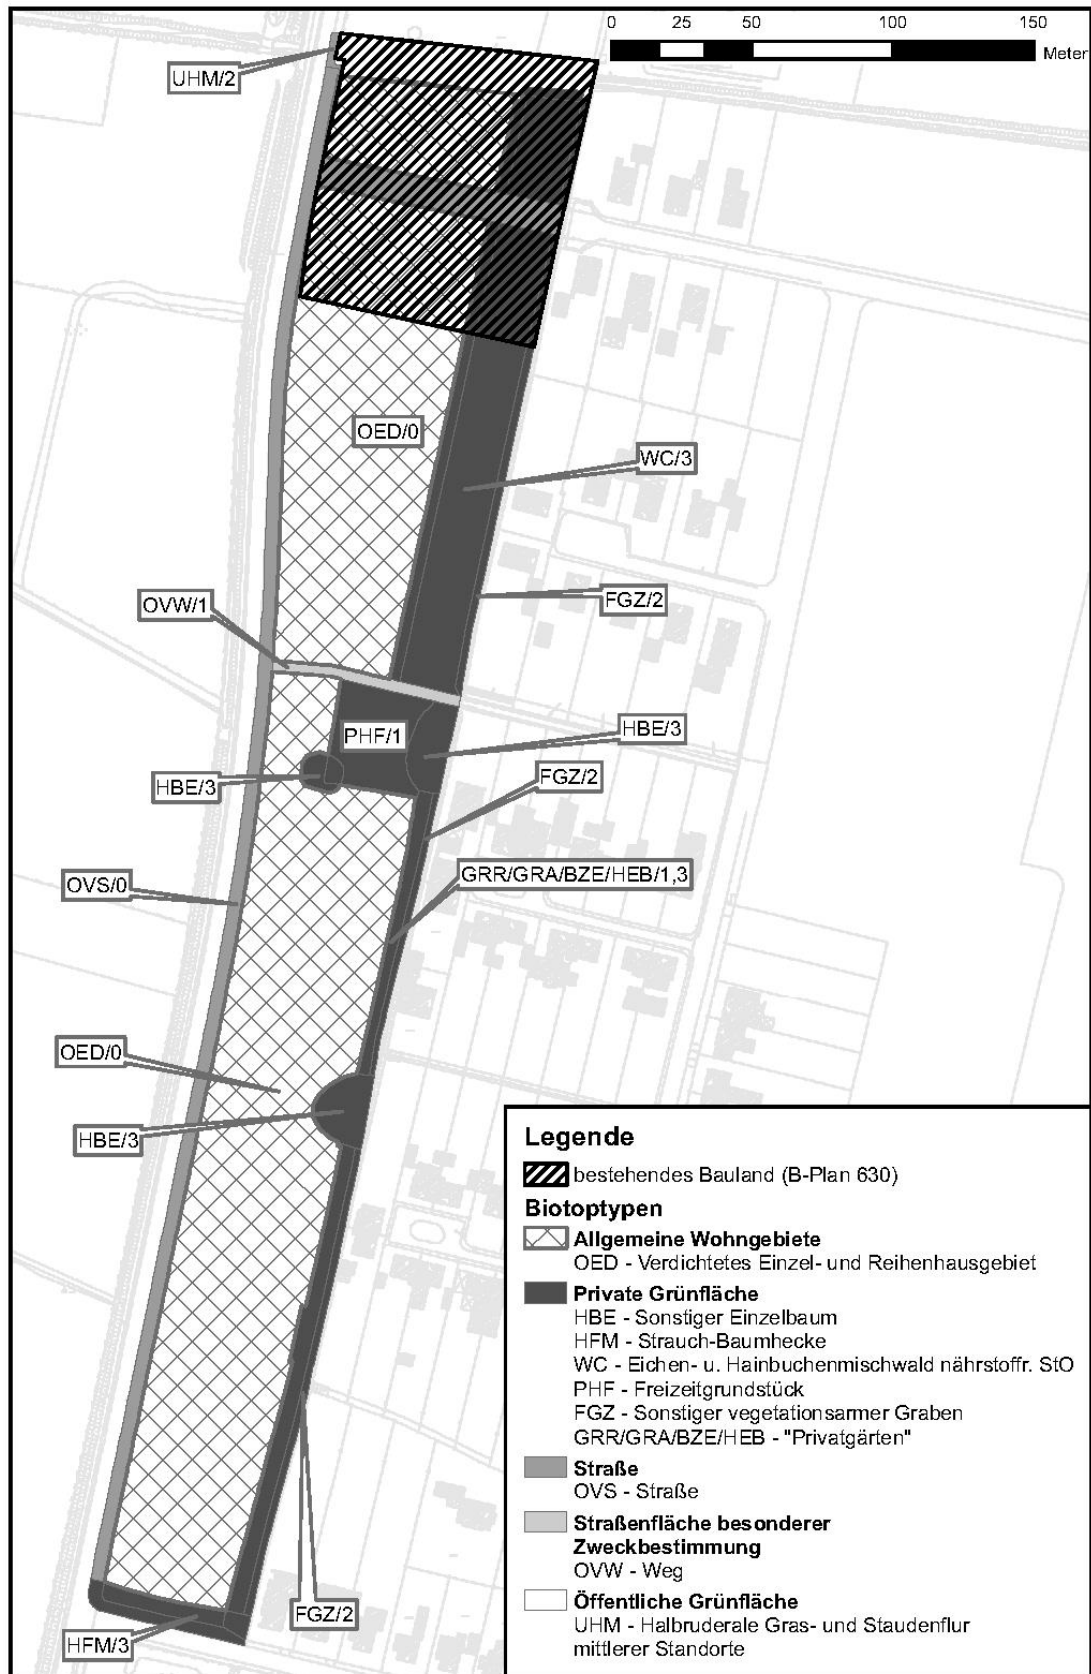 0 25 50 100 150
Meter
UHM/2
OED/0
WC/3
FGZ/2
OVW/1
HBE/3
PHF/1
FGZ/2
HBE/3
GRR/GRA/BZE/HEB/1,3
OVS/0
OED/0
HBE/3
FGZ/2
HFM/3
Legende
bestehendes Bauland (B-Plan 630)
Biotoptypen
Allgemeine Wohngebiete
OED - Verdichtetes Einzel- und Reihenhausgebiet
Private Grünfläche
HBE - Sonstiger Einzelbaum
HFM - Strauch-Baumhecke
WC - Eichen- u. Hainbuchenmischwald nährstoffr. StO
PHF - Freizeitgrundstück
FGZ - Sonstiger vegetationsarmer Graben
GRR/GRA/BZE/HEB - "Privatgärten"
Straße
OVS - Straße
Straßenfläche besonderer
Zweckbestimmung
OVW - Weg
Öffentliche Grünfläche
UHM - Halbruderale Gras- und Staudenflur
mittlerer Standorte